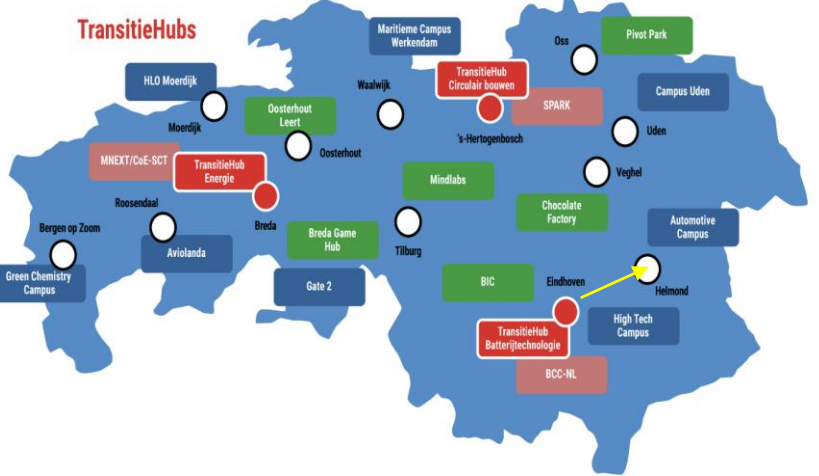 TransitieHubs
Maritieme Campus
Werkendam
Oss
Pivot Park
HLO Moerdijk
Waalwijk
TransitieHub
Circulair bouwen
Campus Uden
Moerdijk
Oosterhout
Leert
SPARK
's-Hertogenbosch
Uden
Oosterhout
MNEXT/CoE-SCT
TransitieHub
Energie
Mindlabs
Veghel
Roosendaal
Chocolate
Factory
Bergen op Zoom
Breda
Breda Game
Hub
Tilburg
Automotive
Campus
Aviolanda
Green Chemistry
Campus
Gate 2
BIC
Eindhoven
Helmond
High Tech
Campus
TransitieHub
Batterijtechnologie
BCC-NL